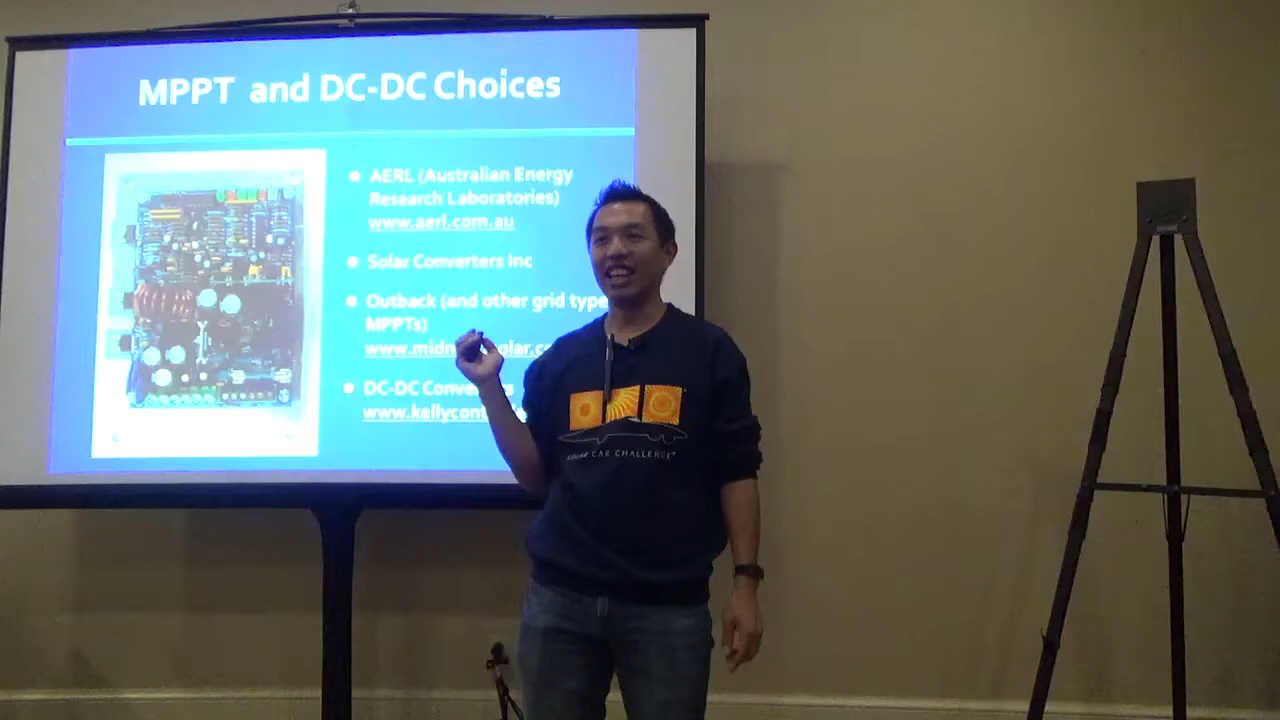 MPPT and DC-DC Choices
AERL (Australian Energy
Research Laboratories)
www.aerl.com.au
Solar Converters Inc
Outback (and other grid type
MPPTs)
DC-DC
CAR CHALLENGE